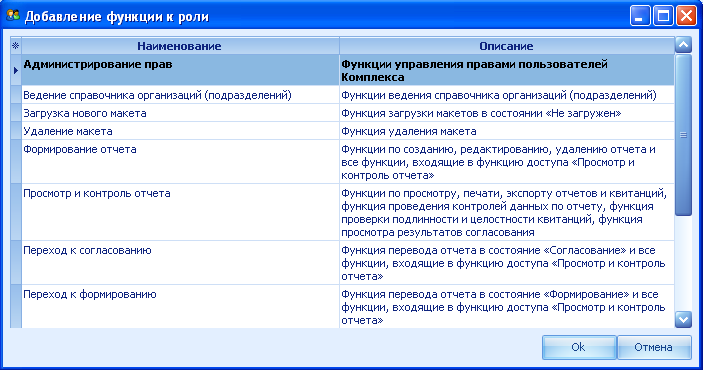 Добавление функции к роли
Наименование Описание
Администрирование прав Функции управления правами пользователей
Комплекса
Ведение справочника организаций (подразделений) Функции ведения справочника организаций (подразделений)
Загрузка нового макета Функция загрузки макетов в состоянии «Не загружен»
Удаление макета Функция удаления макета
Формирование отчета Функции по созданию, редактированию, удалению отчета и
все функции, входящие в функцию доступа «Просмотр и
контроль отчета»
Просмотр и контроль отчета Функции по просмотру, печати, экспорту отчетов и квитанций,
функция проведения контролей данных по отчету, функция
проверки подлинности и целостности квитанций, функция
просмотра результатов согласования
Переход к согласованию Функция перевода отчета в состояние «Согласование» и все
функции, входящие в функцию доступа «Просмотр и контроль
отчета»
Переход к формированию Функция перевода отчета в состояние «Формирование» и все
функции, входящие в функцию доступа «Просмотр и контроль
отчета»
Ok Отмена